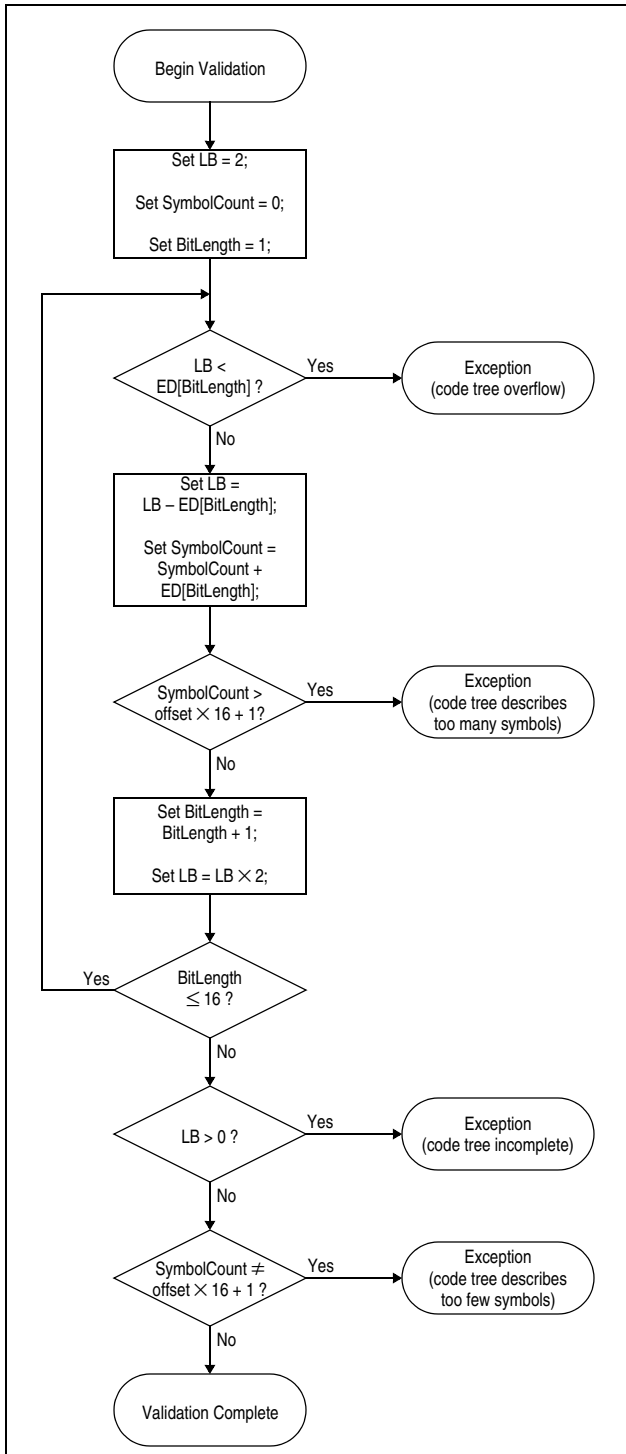 Begin Validation
Set LB = 2;
Set SymbolCount = 0;
Set BitLength = 1;
LB <
ED[BitLength] ?
Yes
Exception
(code tree overflow)
No
Set LB =
LB – ED[BitLength];
Set SymbolCount =
SymbolCount +
ED[BitLength];
SymbolCount >
offset × 16 + 1?
Yes
Exception
(code tree describes
too many symbols)
No
Set BitLength =
BitLength + 1;
Set LB = LB × 2;
Yes
BitLength
≤ 16 ?
No
LB > 0 ?
Yes
Exception
(code tree incomplete)
No
SymbolCount ≠
offset × 16 + 1 ?
Yes
Exception
(code tree describes
too few symbols)
No
Validation Complete